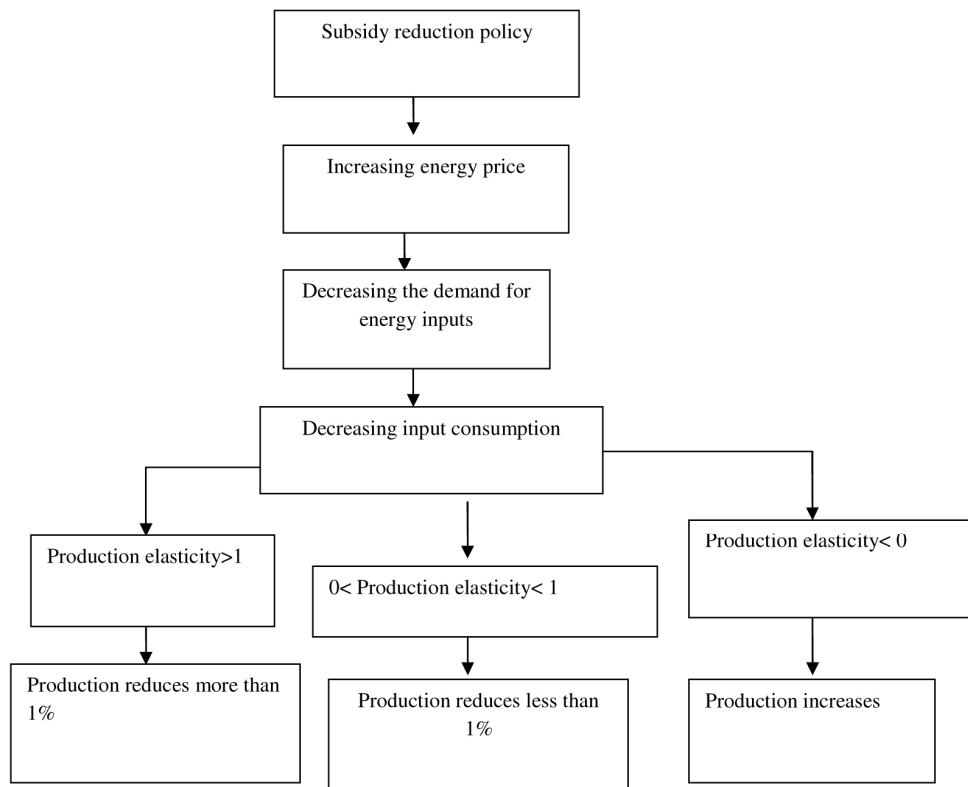 Subsidy reduction policy
Increasing energy price
Decreasing the demand for
energy inputs
Decreasing input consumption
Production elasticity>1
0< Production elasticity< 1
Production elasticity< 0
Production reduces more than
1%
Production reduces less than
1%
Production increases